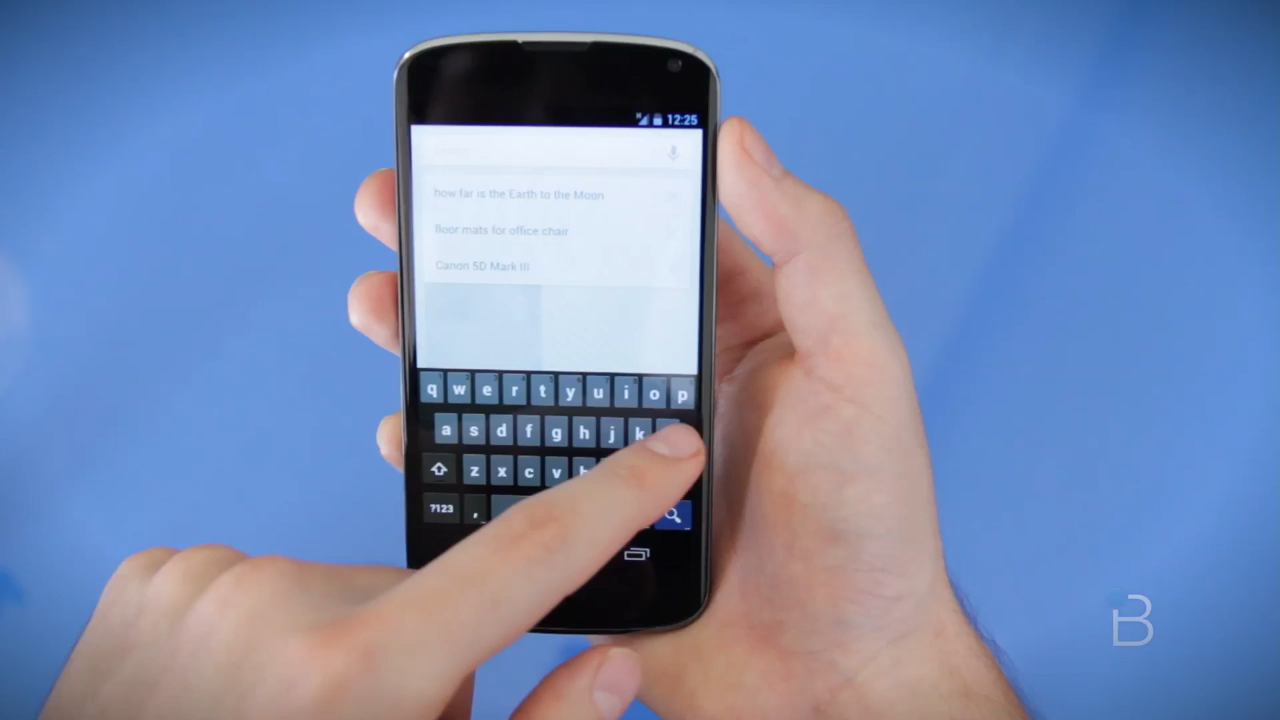 H 12:25
how far is the Earth to the Moon
floor mats for office chair
Canon 5D Mark III
q w e r t y u i o p
a s d f g h j k
z x c v b
?123 ,
B